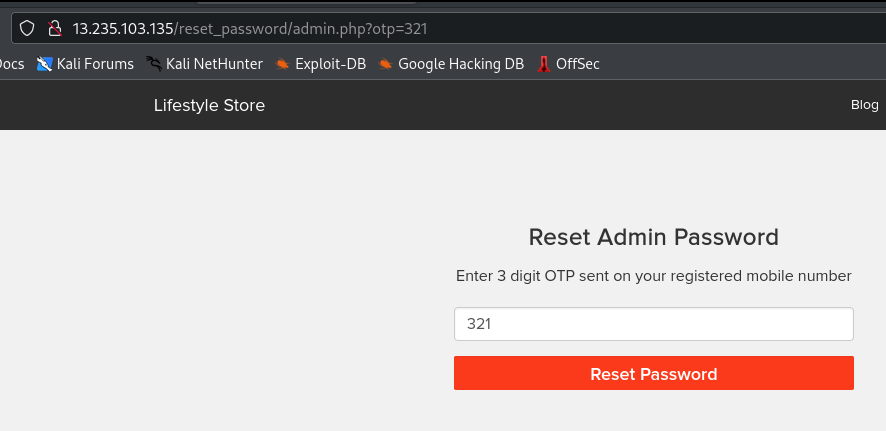 13.235.103.135/reset_password/admin.php?otp=321
Docs Kali Forums Kali NetHunter Exploit-DB Google Hacking DB OffSec
Lifestyle Store Blog
Reset Admin Password
Enter 3 digit OTP sent on your registered mobile number
321
Reset Password